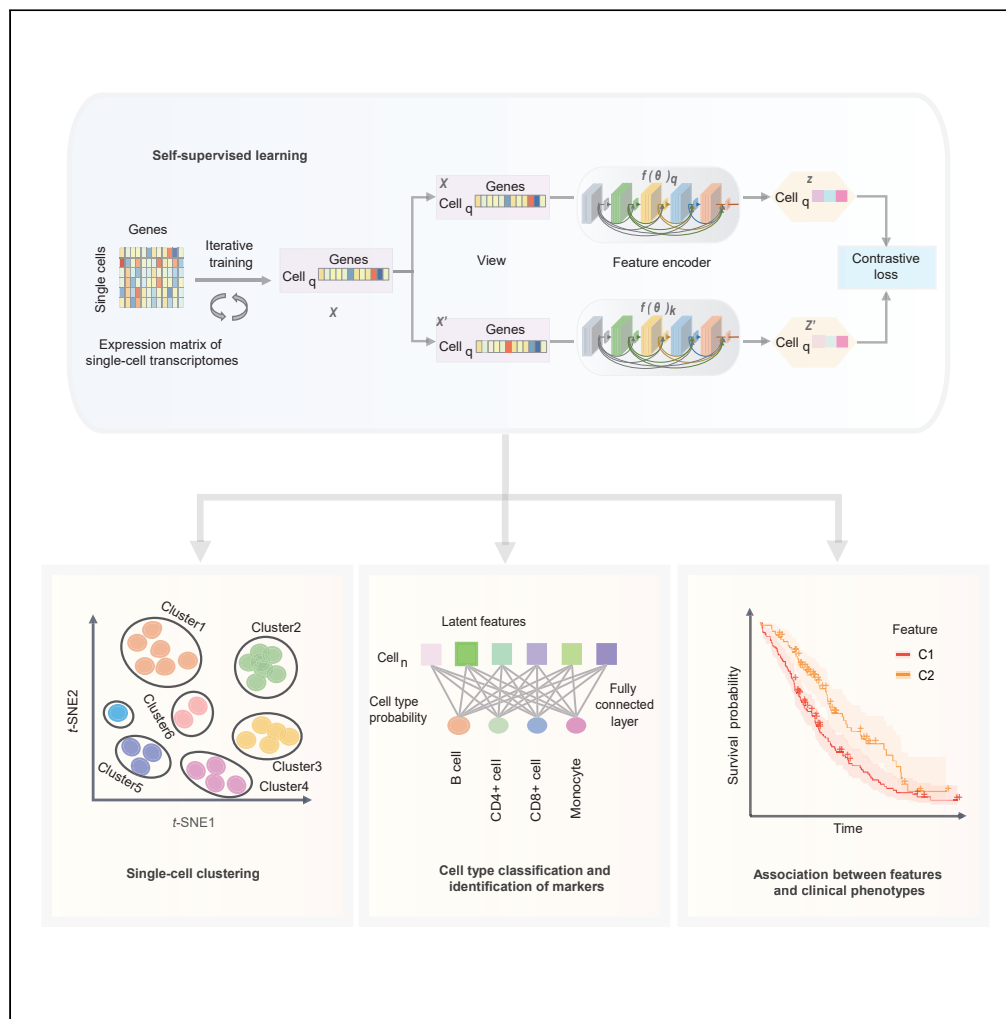 Self-supervised learning
Genes
Single cells
Expression matrix of
single-cell transcriptomes
Iterative
training
Genes
Cell q
X
X
Genes
Cell q
View
X'
Genes
Cell q
f(θ)q
Feature encoder
f(θ)k
z
Cell q
Z'
Cell q
Contrastive
loss
t-SNE2
Cluster1
Cluster2
Cluster6
Cluster3
Cluster5
Cluster4
t-SNE1
Single-cell clustering
Latent features
Cell n
Cell type
probability
Fully
connected
layer
B cell
CD4+ cell
CD8+ cell
Monocyte
Cell type classification and
identification of markers
Survival probability
Feature
C1
C2
Time
Association between features
and clinical phenotypes